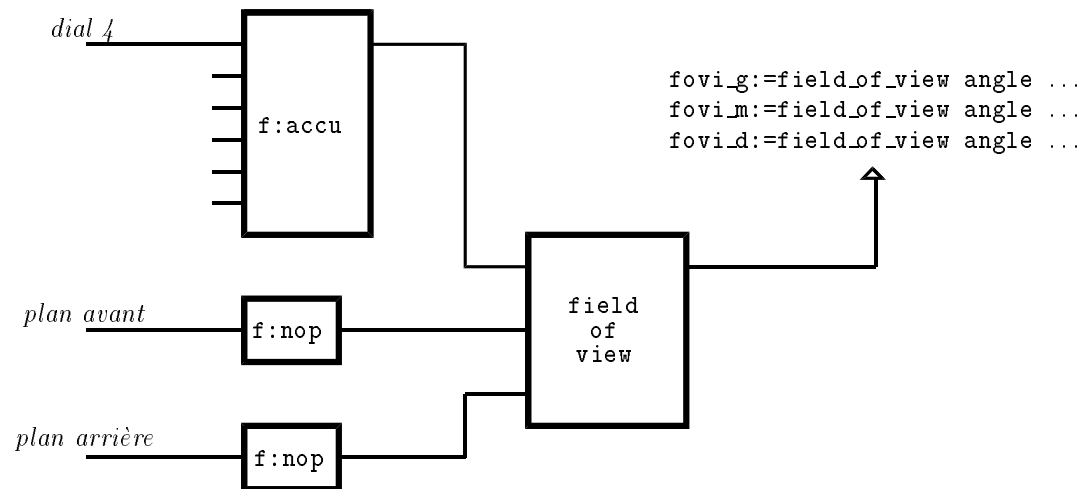 dial 4
f:accu
fovi_g:=field_of_view angle ...
fovi_m:=field_of_view angle ...
fovi_d:=field_of_view angle ...
plan avant
f:nop
field
of
view
plan arrière
f:nop